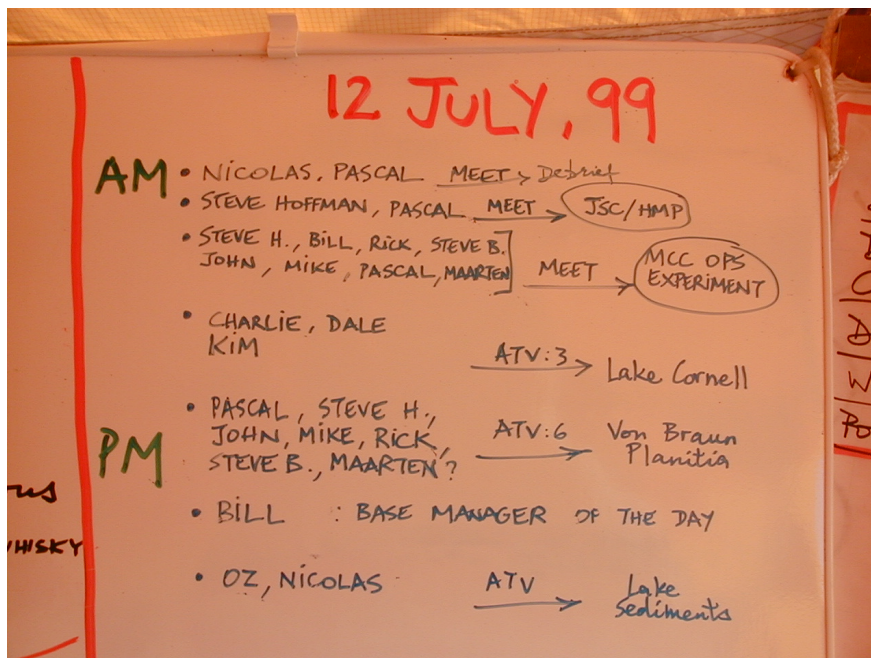 12 JULY, 99
AM • NICOLAS, PASCAL MEET → Debrief
• STEVE HOFFMAN, PASCAL MEET → JSC/HMP
• STEVE H., BILL, RICK, STEVE B.
JOHN, MIKE, PASCAL, MAARTEN] MEET → MCC OPS
EXPERIMENT
• CHARLIE, DALE
KIM ATV:3 → Lake Cornell
PM • PASCAL, STEVE H.,
JOHN, MIKE, RICK, ATV:6 → Von Braun
STEVE B., MAARTEN? Planitia
• BILL : BASE MANAGER OF THE DAY
• OZ, NICOLAS ATV → Lake
Sediments
WHISKY